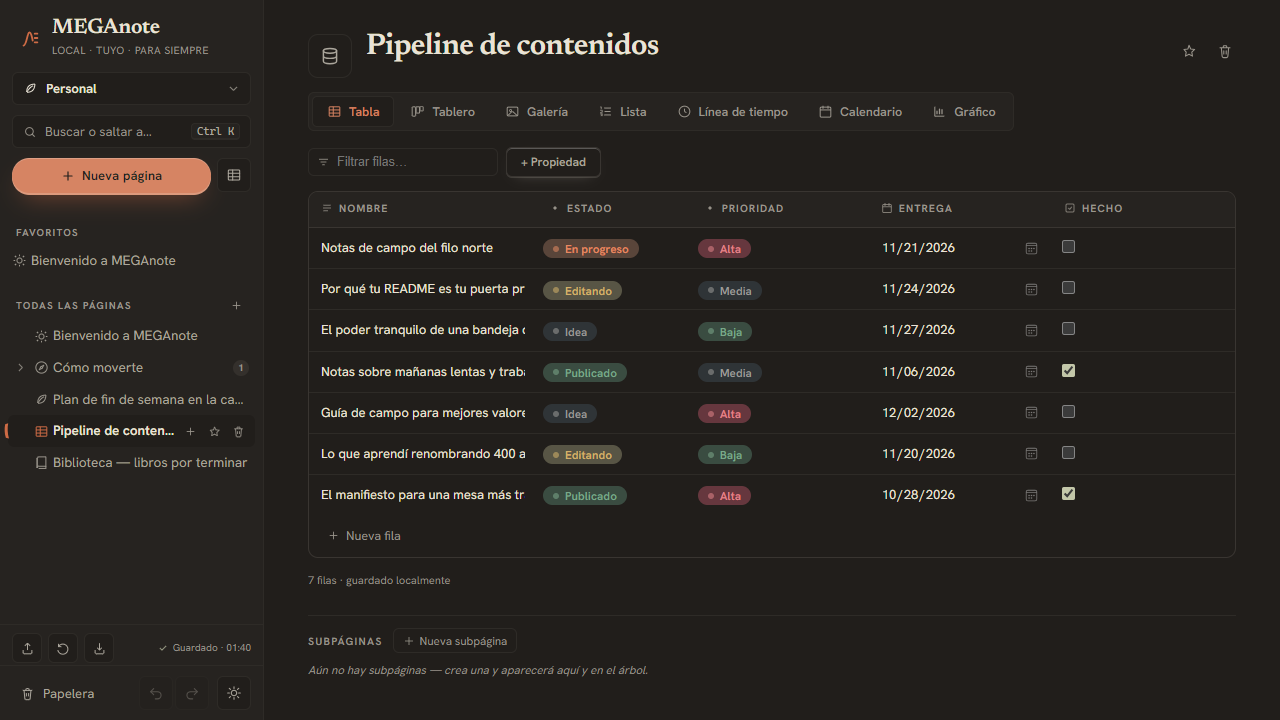 MEGAnote
LOCAL · TUYO · PARA SIEMPRE
Personal
Buscar o saltar a... Ctrl K
+ Nueva página
FAVORITOS
Bienvenido a MEGAnote
TODAS LAS PÁGINAS +
Bienvenido a MEGAnote
Cómo moverte 1
Plan de fin de semana en la ca...
Pipeline de conten...
Biblioteca — libros por terminar
Guardado · 01:40
Papelera
Pipeline de contenidos
Tabla Tablero Galería Lista Línea de tiempo Calendario Gráfico
Filtrar filas... + Propiedad
NOMBRE • ESTADO • PRIORIDAD ENTREGA HECHO
Notas de campo del filo norte En progreso Alta 11/21/2026
Por qué tu README es tu puerta pr Editando Media 11/24/2026
El poder tranquilo de una bandeja Idea Baja 11/27/2026
Notas sobre mañanas lentas y traba Publicado Media 11/06/2026
Guía de campo para mejores valore Idea Alta 12/02/2026
Lo que aprendí renombrando 400 a Editando Baja 11/20/2026
El manifiesto para una mesa más tr Publicado Alta 10/28/2026
+ Nueva fila
7 filas · guardado localmente
SUBPÁGINAS + Nueva subpágina
Aún no hay subpáginas — crea una y aparecerá aquí y en el árbol.